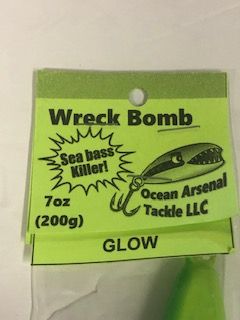 Wreck Bomb
Sea bass
Killer!
7oz
(200g)
Ocean Arsenal
Tackle LLC
GLOW